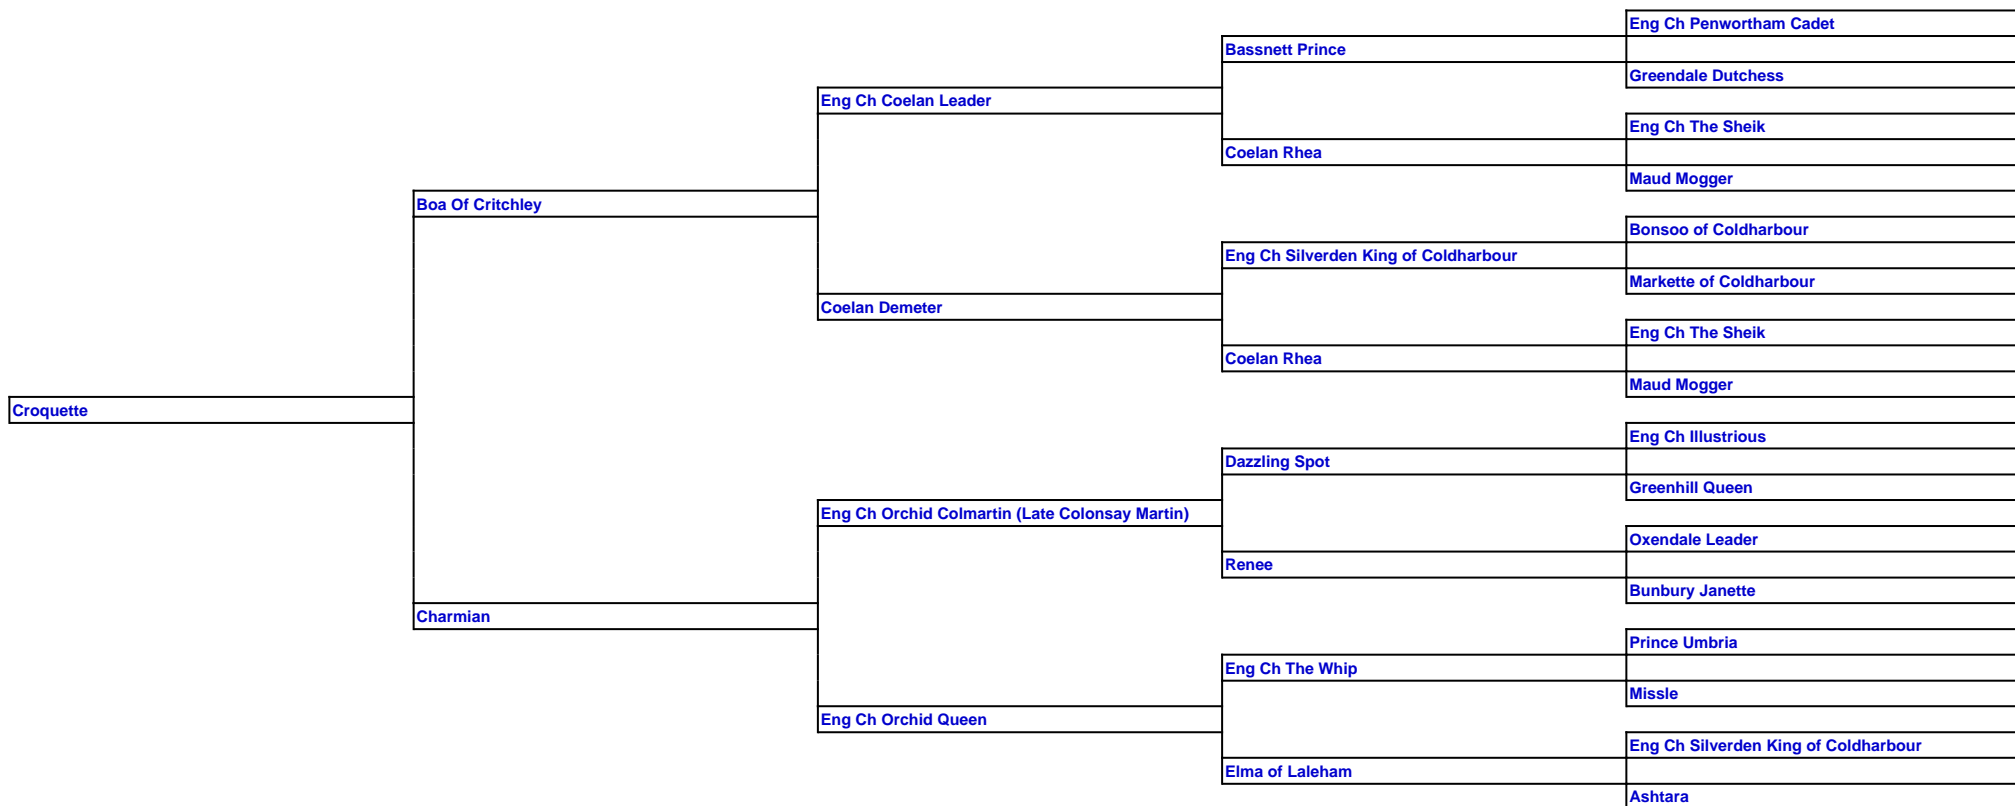 Eng Ch Penwortham Cadet
Bassnett Prince
Greendale Dutchess
Eng Ch Coelan Leader
Eng Ch The Sheik
Coelan Rhea
Maud Mogger
Boa Of Critchley
Bonsoo of Coldharbour
Eng Ch Silverden King of Coldharbour
Markette of Coldharbour
Coelan Demeter
Eng Ch The Sheik
Coelan Rhea
Maud Mogger
Croquette
Eng Ch Illustrious
Dazzling Spot
Greenhill Queen
Eng Ch Orchid Colmartin (Late Colonsay Martin)
Oxendale Leader
Renee
Bunbury Janette
Charmian
Prince Umbria
Eng Ch The Whip
Missle
Eng Ch Orchid Queen
Eng Ch Silverden King of Coldharbour
Elma of Laleham
Ashtara